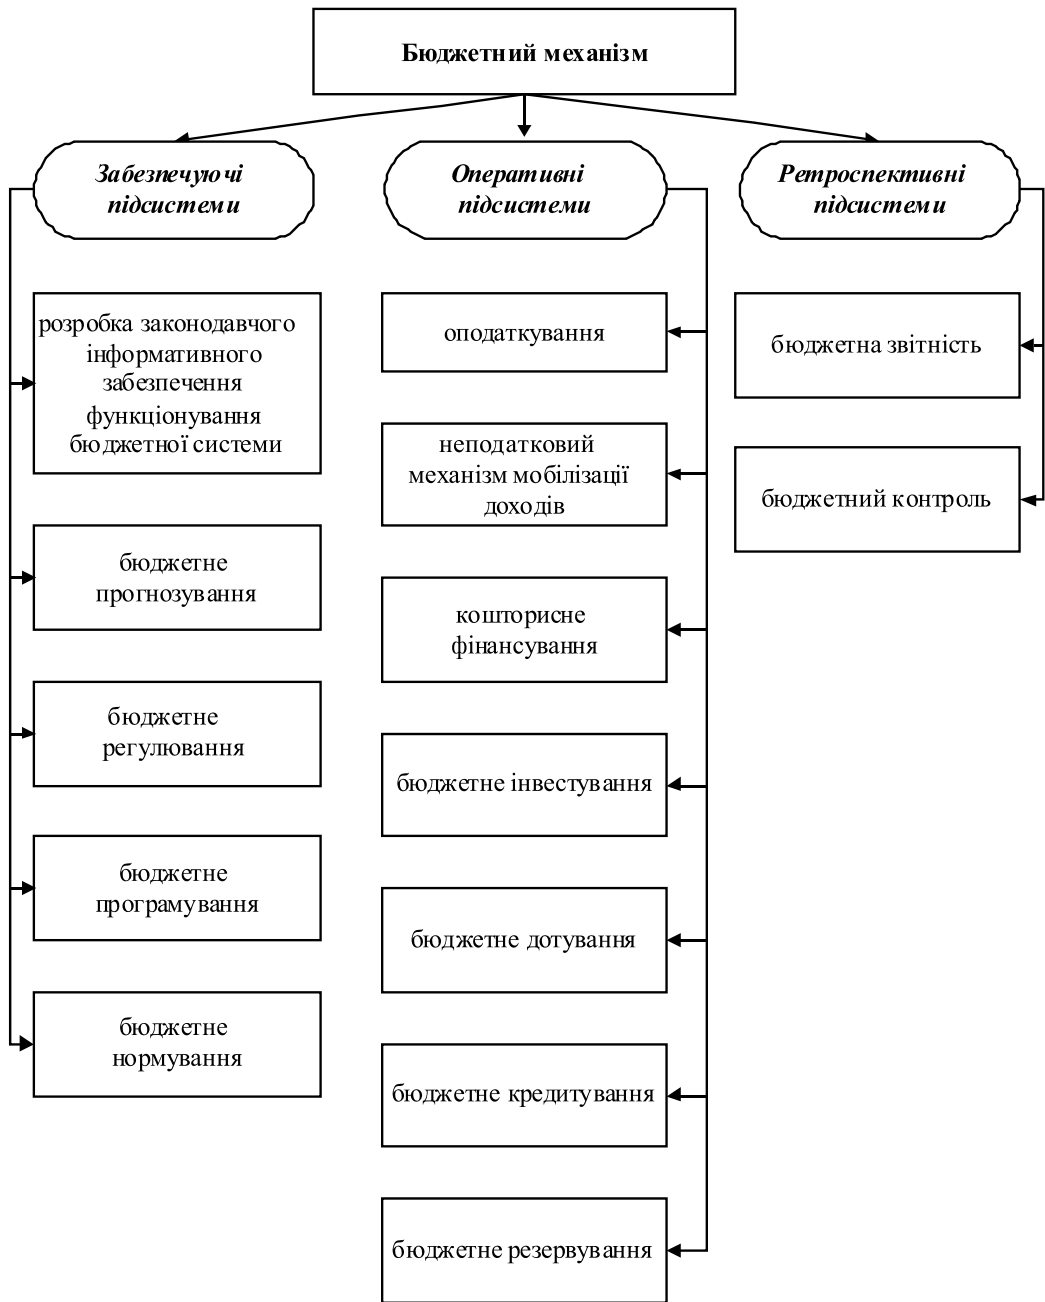 Бюджетний механізм
Забезпечуючі
підсистеми
розробка законодавчого
інформативного
забезпечення
функціонування
бюджетної системи
бюджетне
прогнозування
бюджетне
регулювання
бюджетне
програмування
бюджетне
нормування
Оперативні
підсистеми
оподаткування
неподатковий
механізм мобілізації
доходів
кошторисне
фінансування
бюджетне інвестування
бюджетне дотування
бюджетне кредитування
бюджетне резервування
Ретроспективні
підсистеми
бюджетна звітність
бюджетний контроль